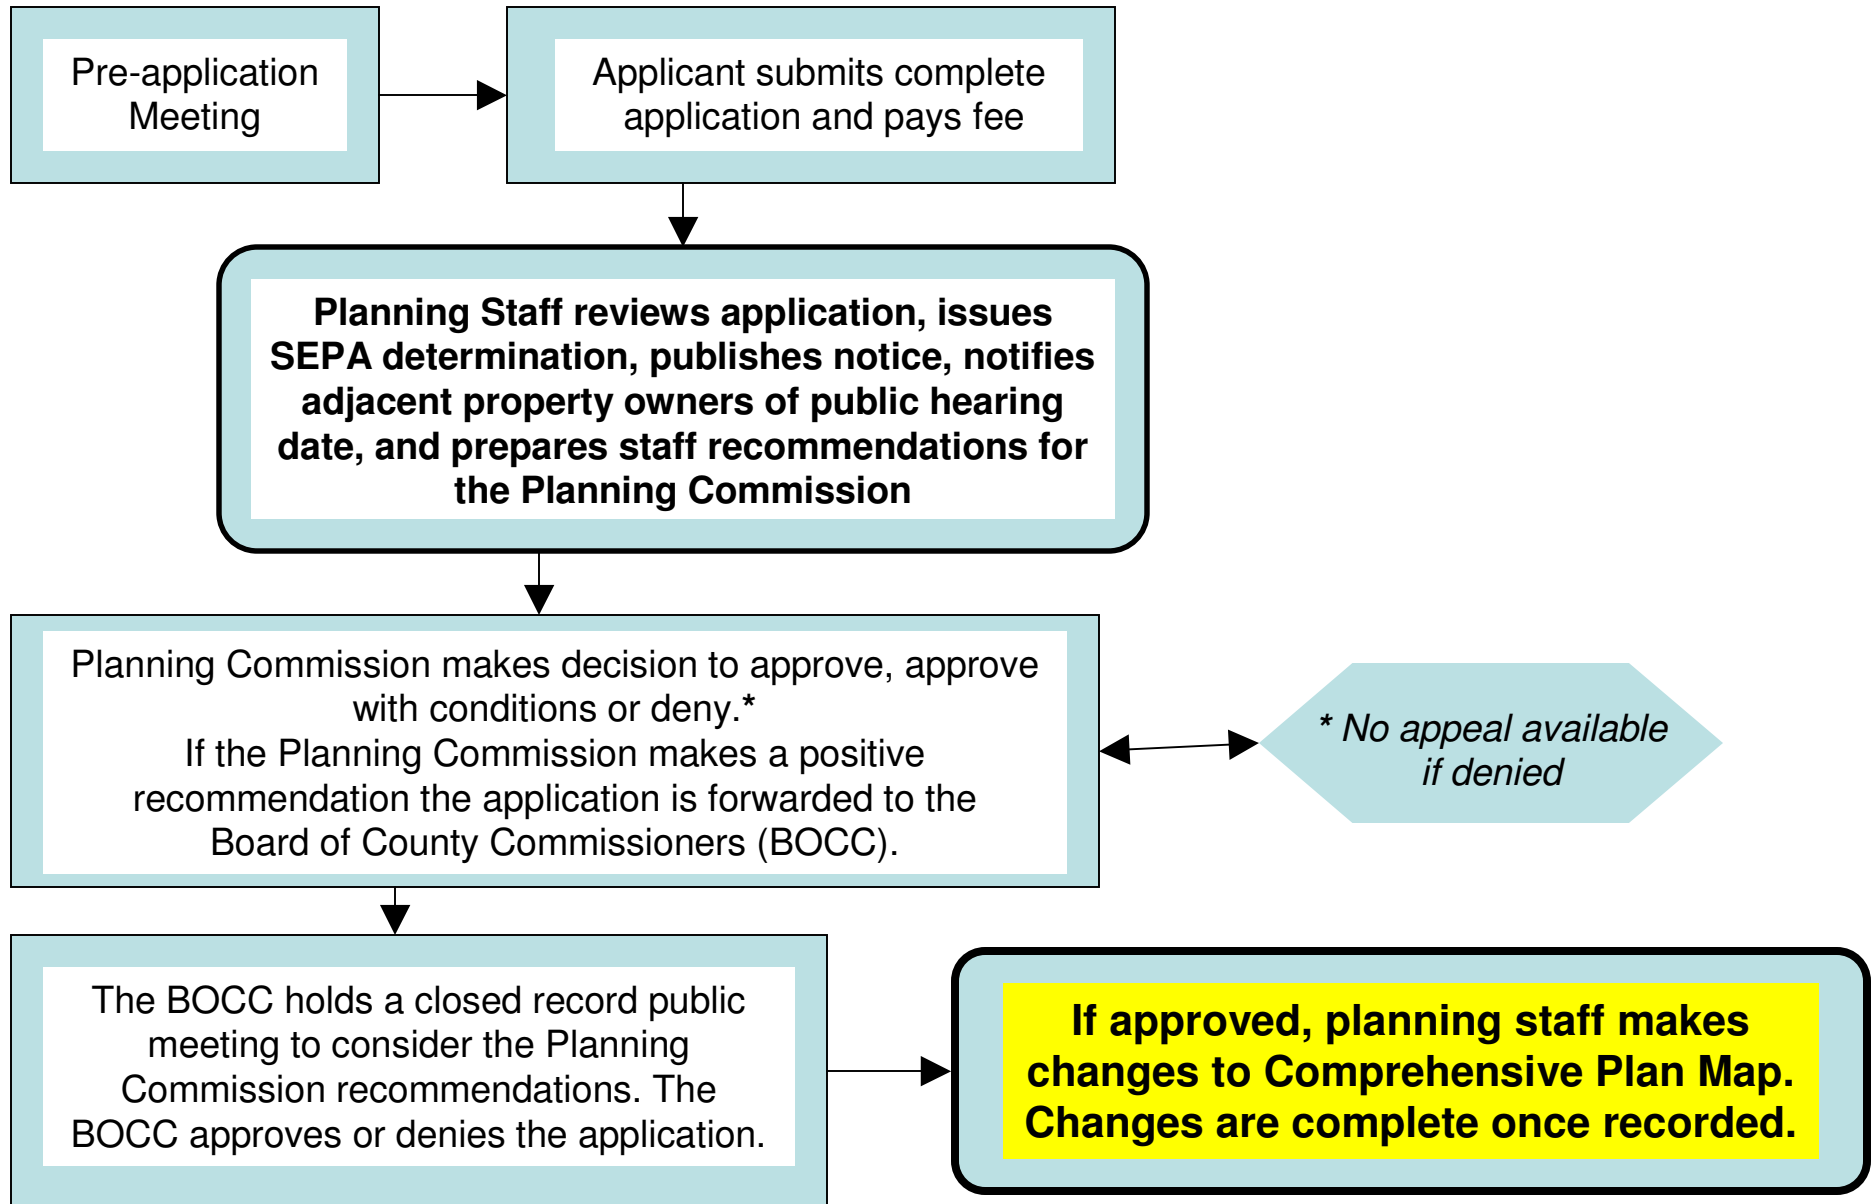 Pre-application
Meeting
Applicant submits complete
application and pays fee
Planning Staff reviews application, issues
SEPA determination, publishes notice, notifies
adjacent property owners of public hearing
date, and prepares staff recommendations for
the Planning Commission
Planning Commission makes decision to approve, approve
with conditions or deny.*
If the Planning Commission makes a positive
recommendation the application is forwarded to the
Board of County Commissioners (BOCC).
* No appeal available
if denied
The BOCC holds a closed record public
meeting to consider the Planning
Commission recommendations. The
BOCC approves or denies the application.
If approved, planning staff makes
changes to Comprehensive Plan Map.
Changes are complete once recorded.